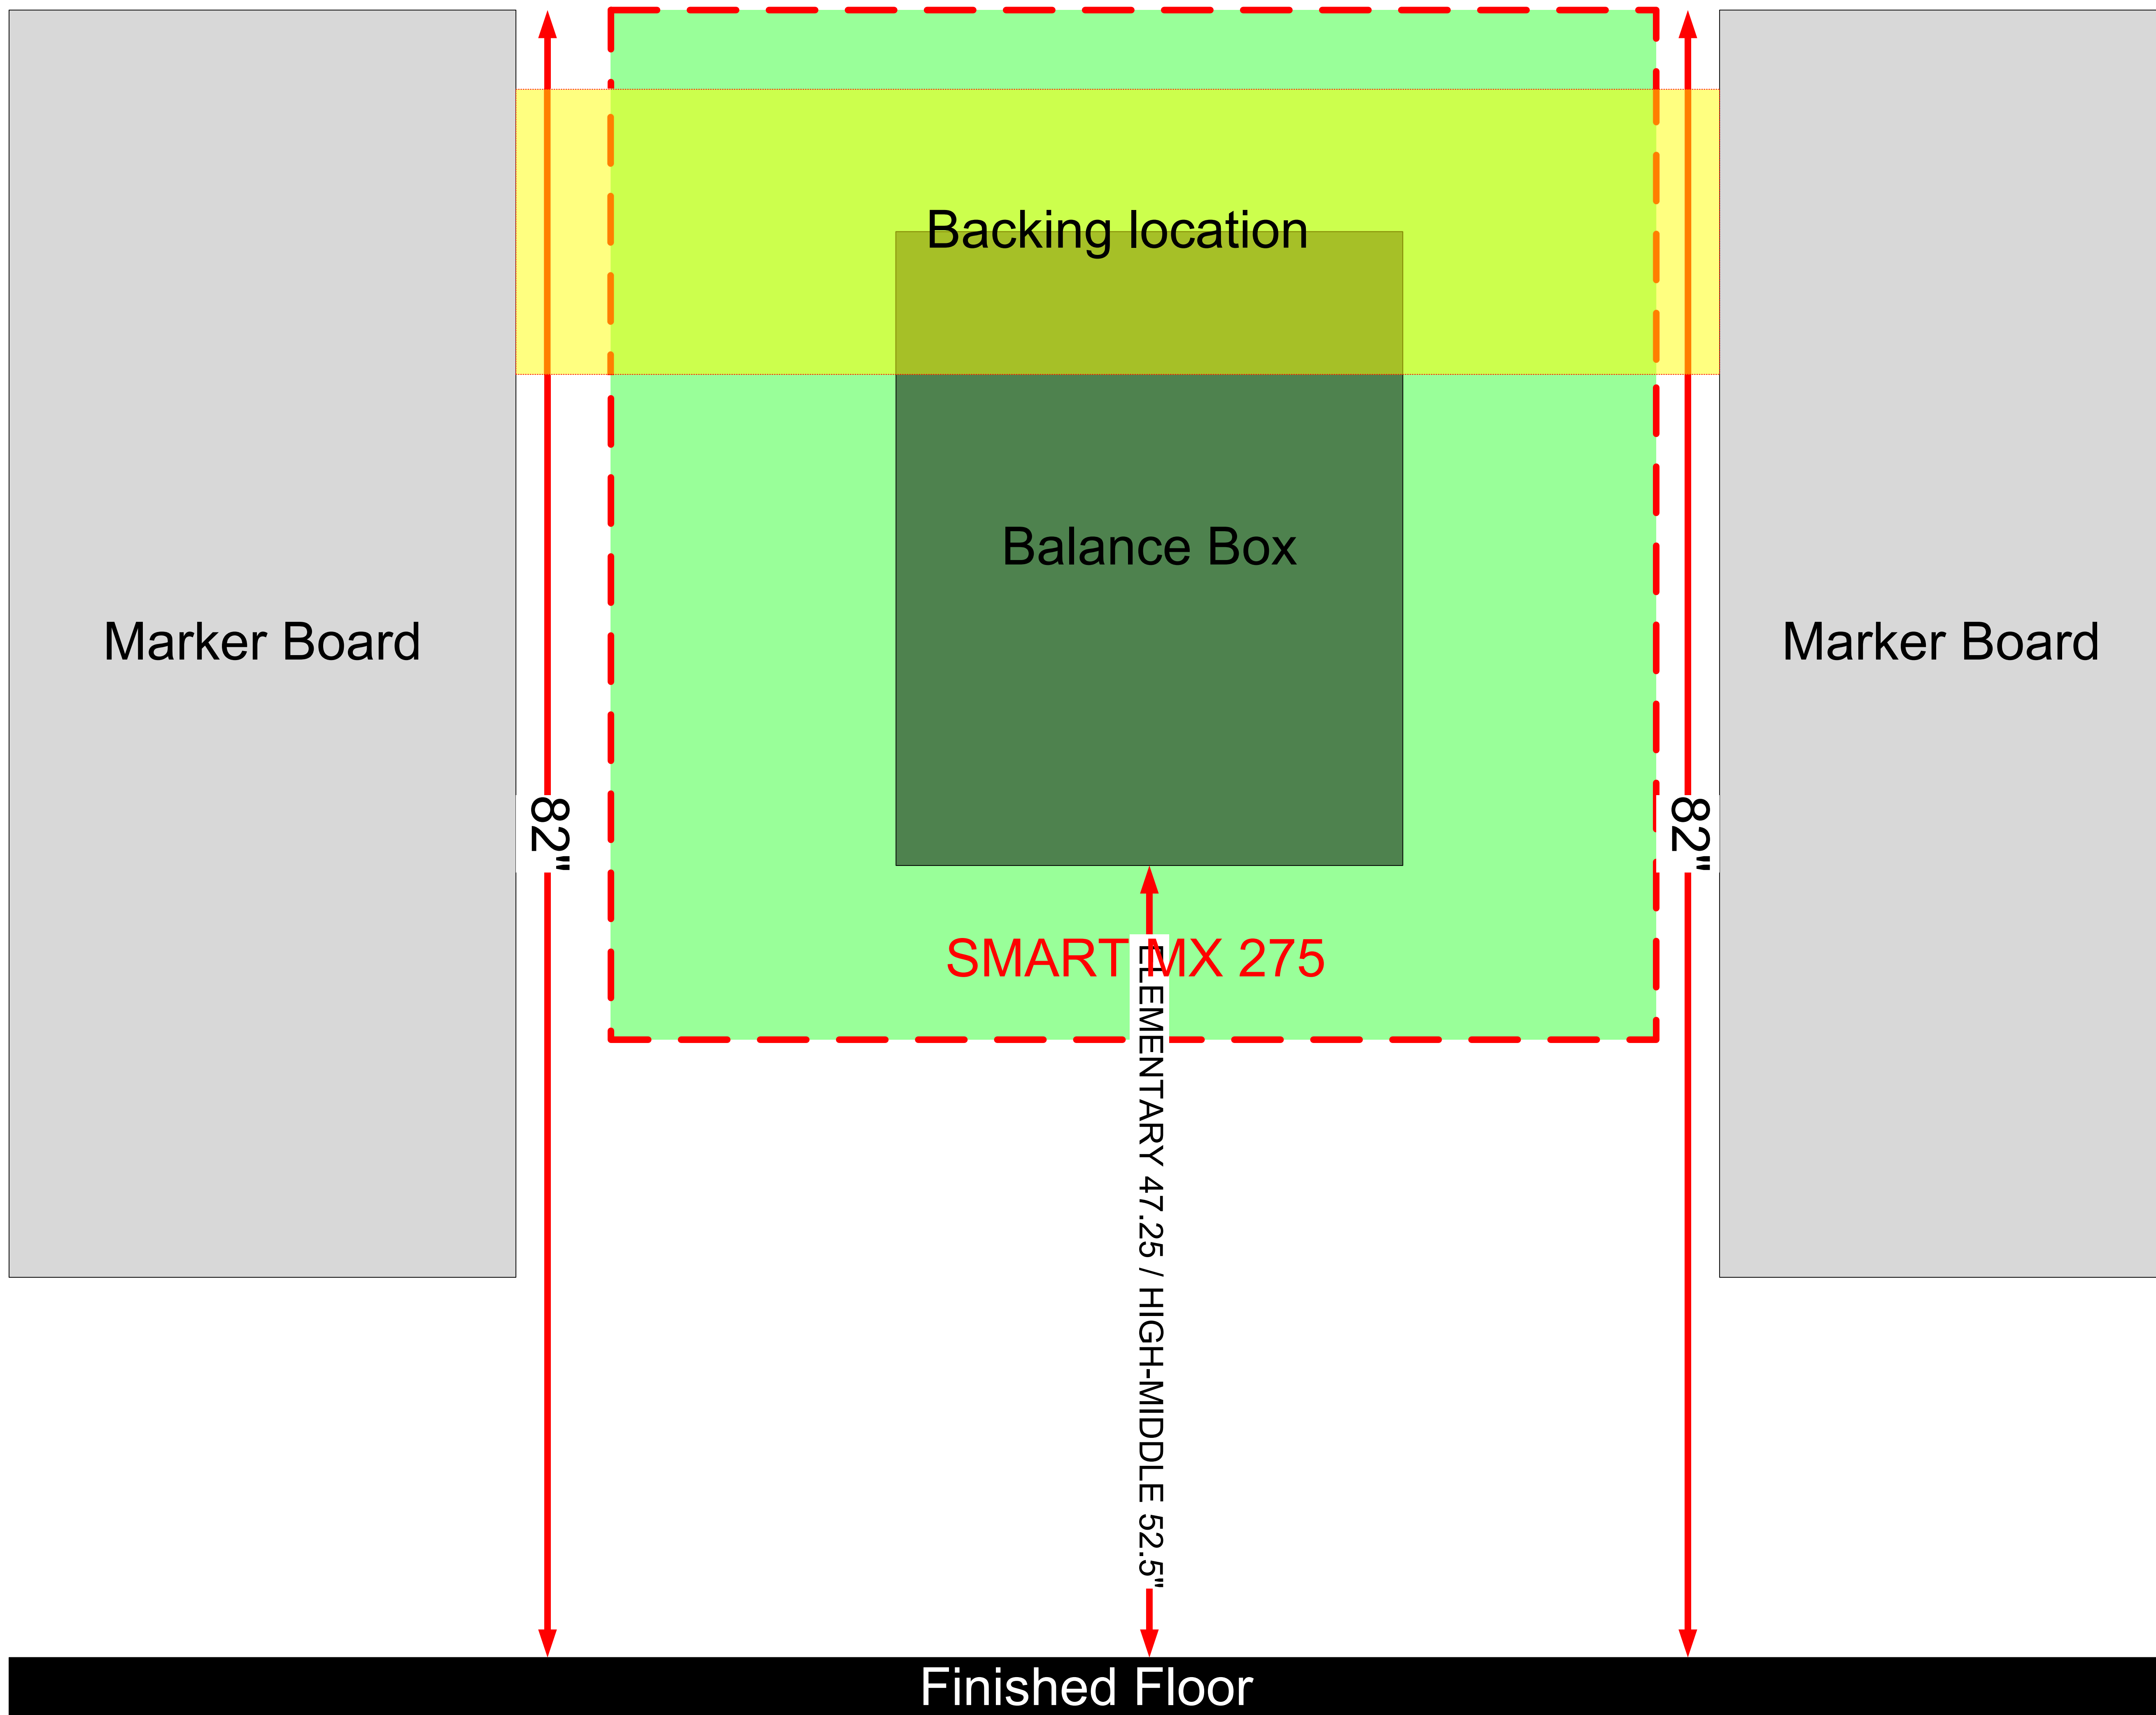 Backing location
Balance Box
Marker Board
Marker Board
82"
82"
SMART MX 275
ELEMENTARY 47.25 / HIGH-MIDDLE 52.5"
Finished Floor